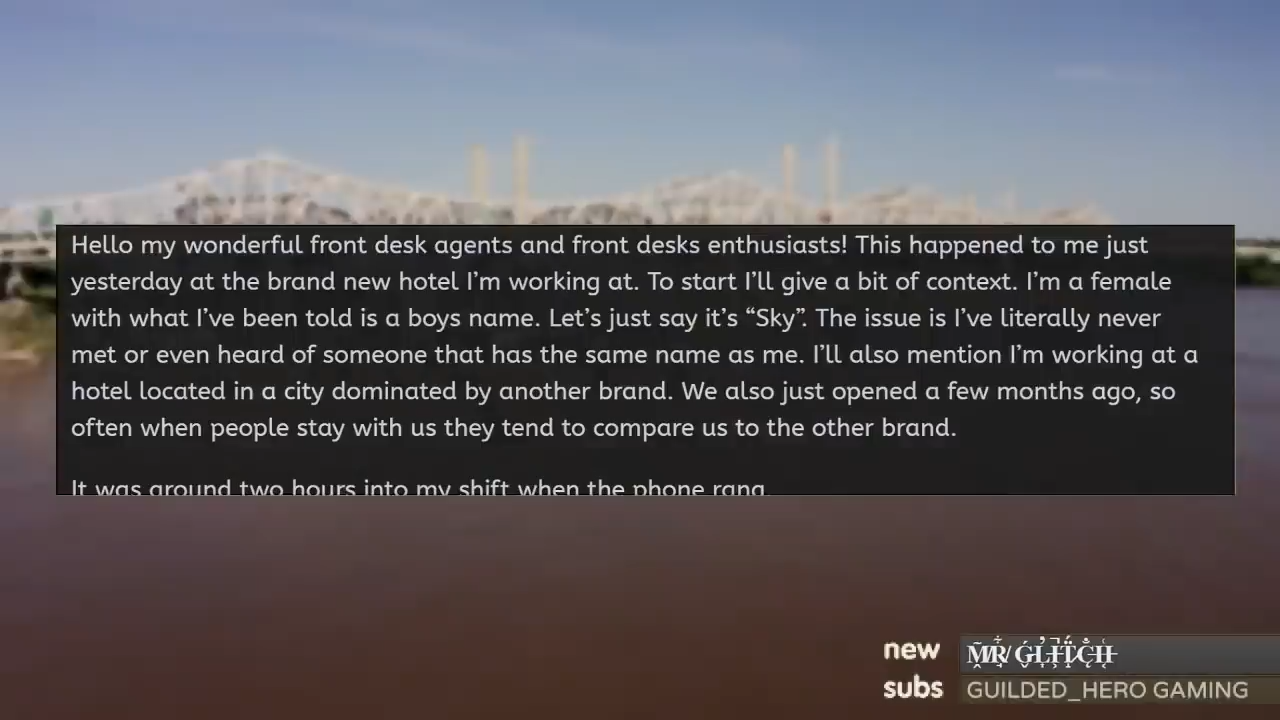 Hello my wonderful front desk agents and front desks enthusiasts! This happened to me just
yesterday at the brand new hotel I’m working at. To start I’ll give a bit of context. I’m a female
with what I’ve been told is a boys name. Let’s just say it’s “Sky”. The issue is I’ve literally never
met or even heard of someone that has the same name as me. I’ll also mention I’m working at a
hotel located in a city dominated by another brand. We also just opened a few months ago, so
often when people stay with us they tend to compare us to the other brand.
It was around two hours into my shift when the phone rang.
new
MR GLITCH
subs
GUILDED_HERO GAMING